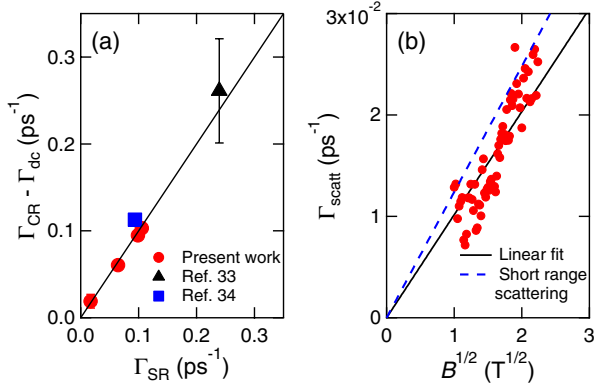 (a)
0.3
0.2
0.1
0.0
ΓCR - Γdc (ps-1)
0.0
0.1
0.2
0.3
ΓSR (ps-1)
Present work
Ref. 33
Ref. 34
(b)
3x10-2
2
1
0
Γscatt (ps-1)
0
1
2
3
B1/2 (T1/2)
Linear fit
Short range
scattering